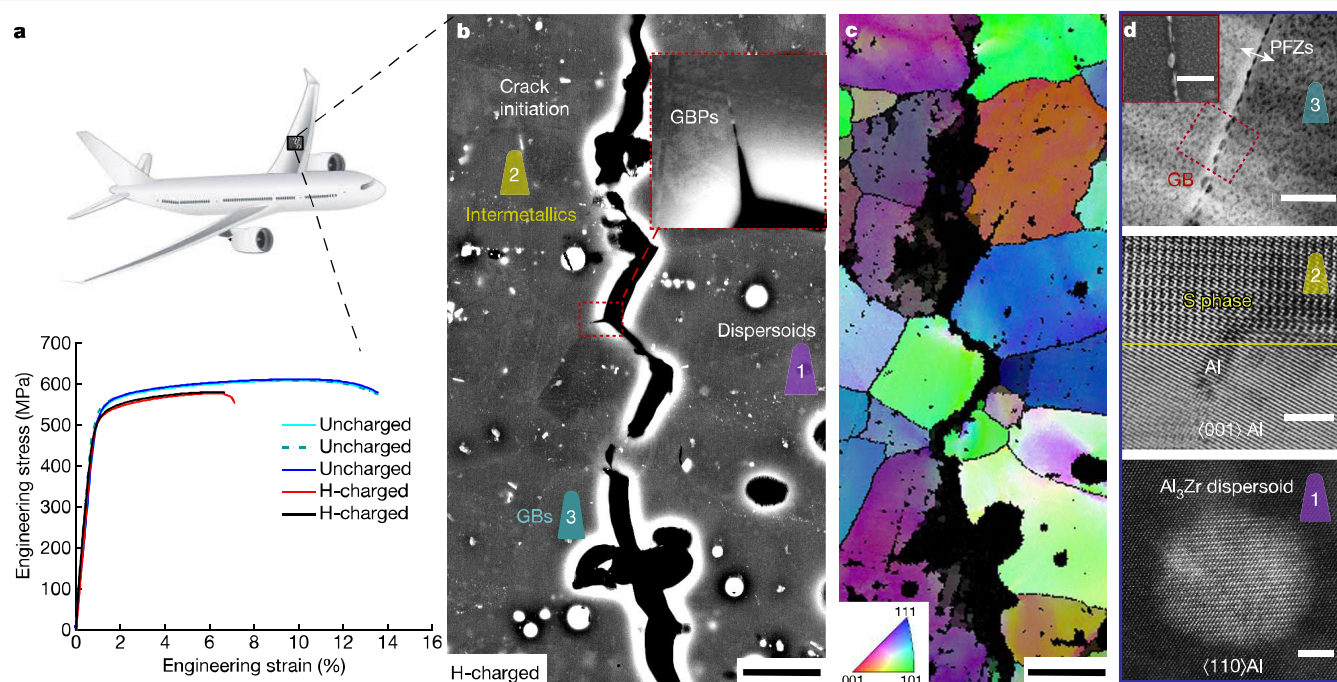 a
700
600
500
400
300
200
100
0
0 2 4 6 8 10 12 14 16
Engineering stress (MPa)
Engineering strain (%)
Uncharged
Uncharged
Uncharged
H-charged
H-charged
b
Crack
initiation
2
Intermetallics
GBPs
Dispersoids
1
GBs
3
H-charged
c
111
001
101
d
PFZs
3
GB
2
S phase
Al
⟨001⟩ Al
Al₃Zr dispersoid
1
⟨110⟩Al